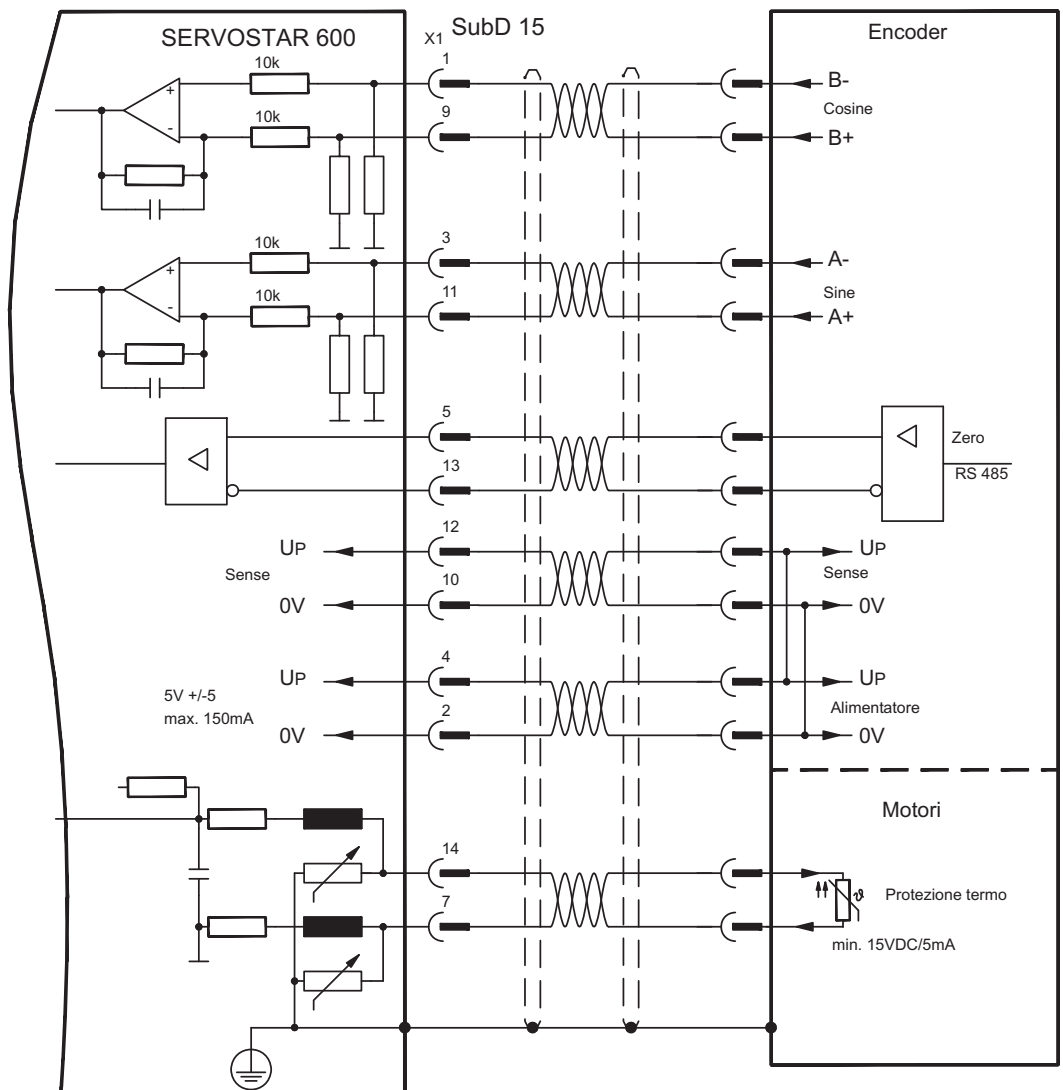 SERVOSTAR 600
X1 SubD 15
Encoder
10k
1
B-
Cosine
+
-
10k
9
B+
10k
3
A-
Sine
+
-
10k
11
A+
5
Zero
13
RS 485
UP
12
UP
Sense
Sense
0V
10
0V
UP
4
UP
5V +/-5
max. 150mA
Alimentatore
0V
2
0V
Motori
14
ϑ
Protezione termo
7
min. 15VDC/5mA